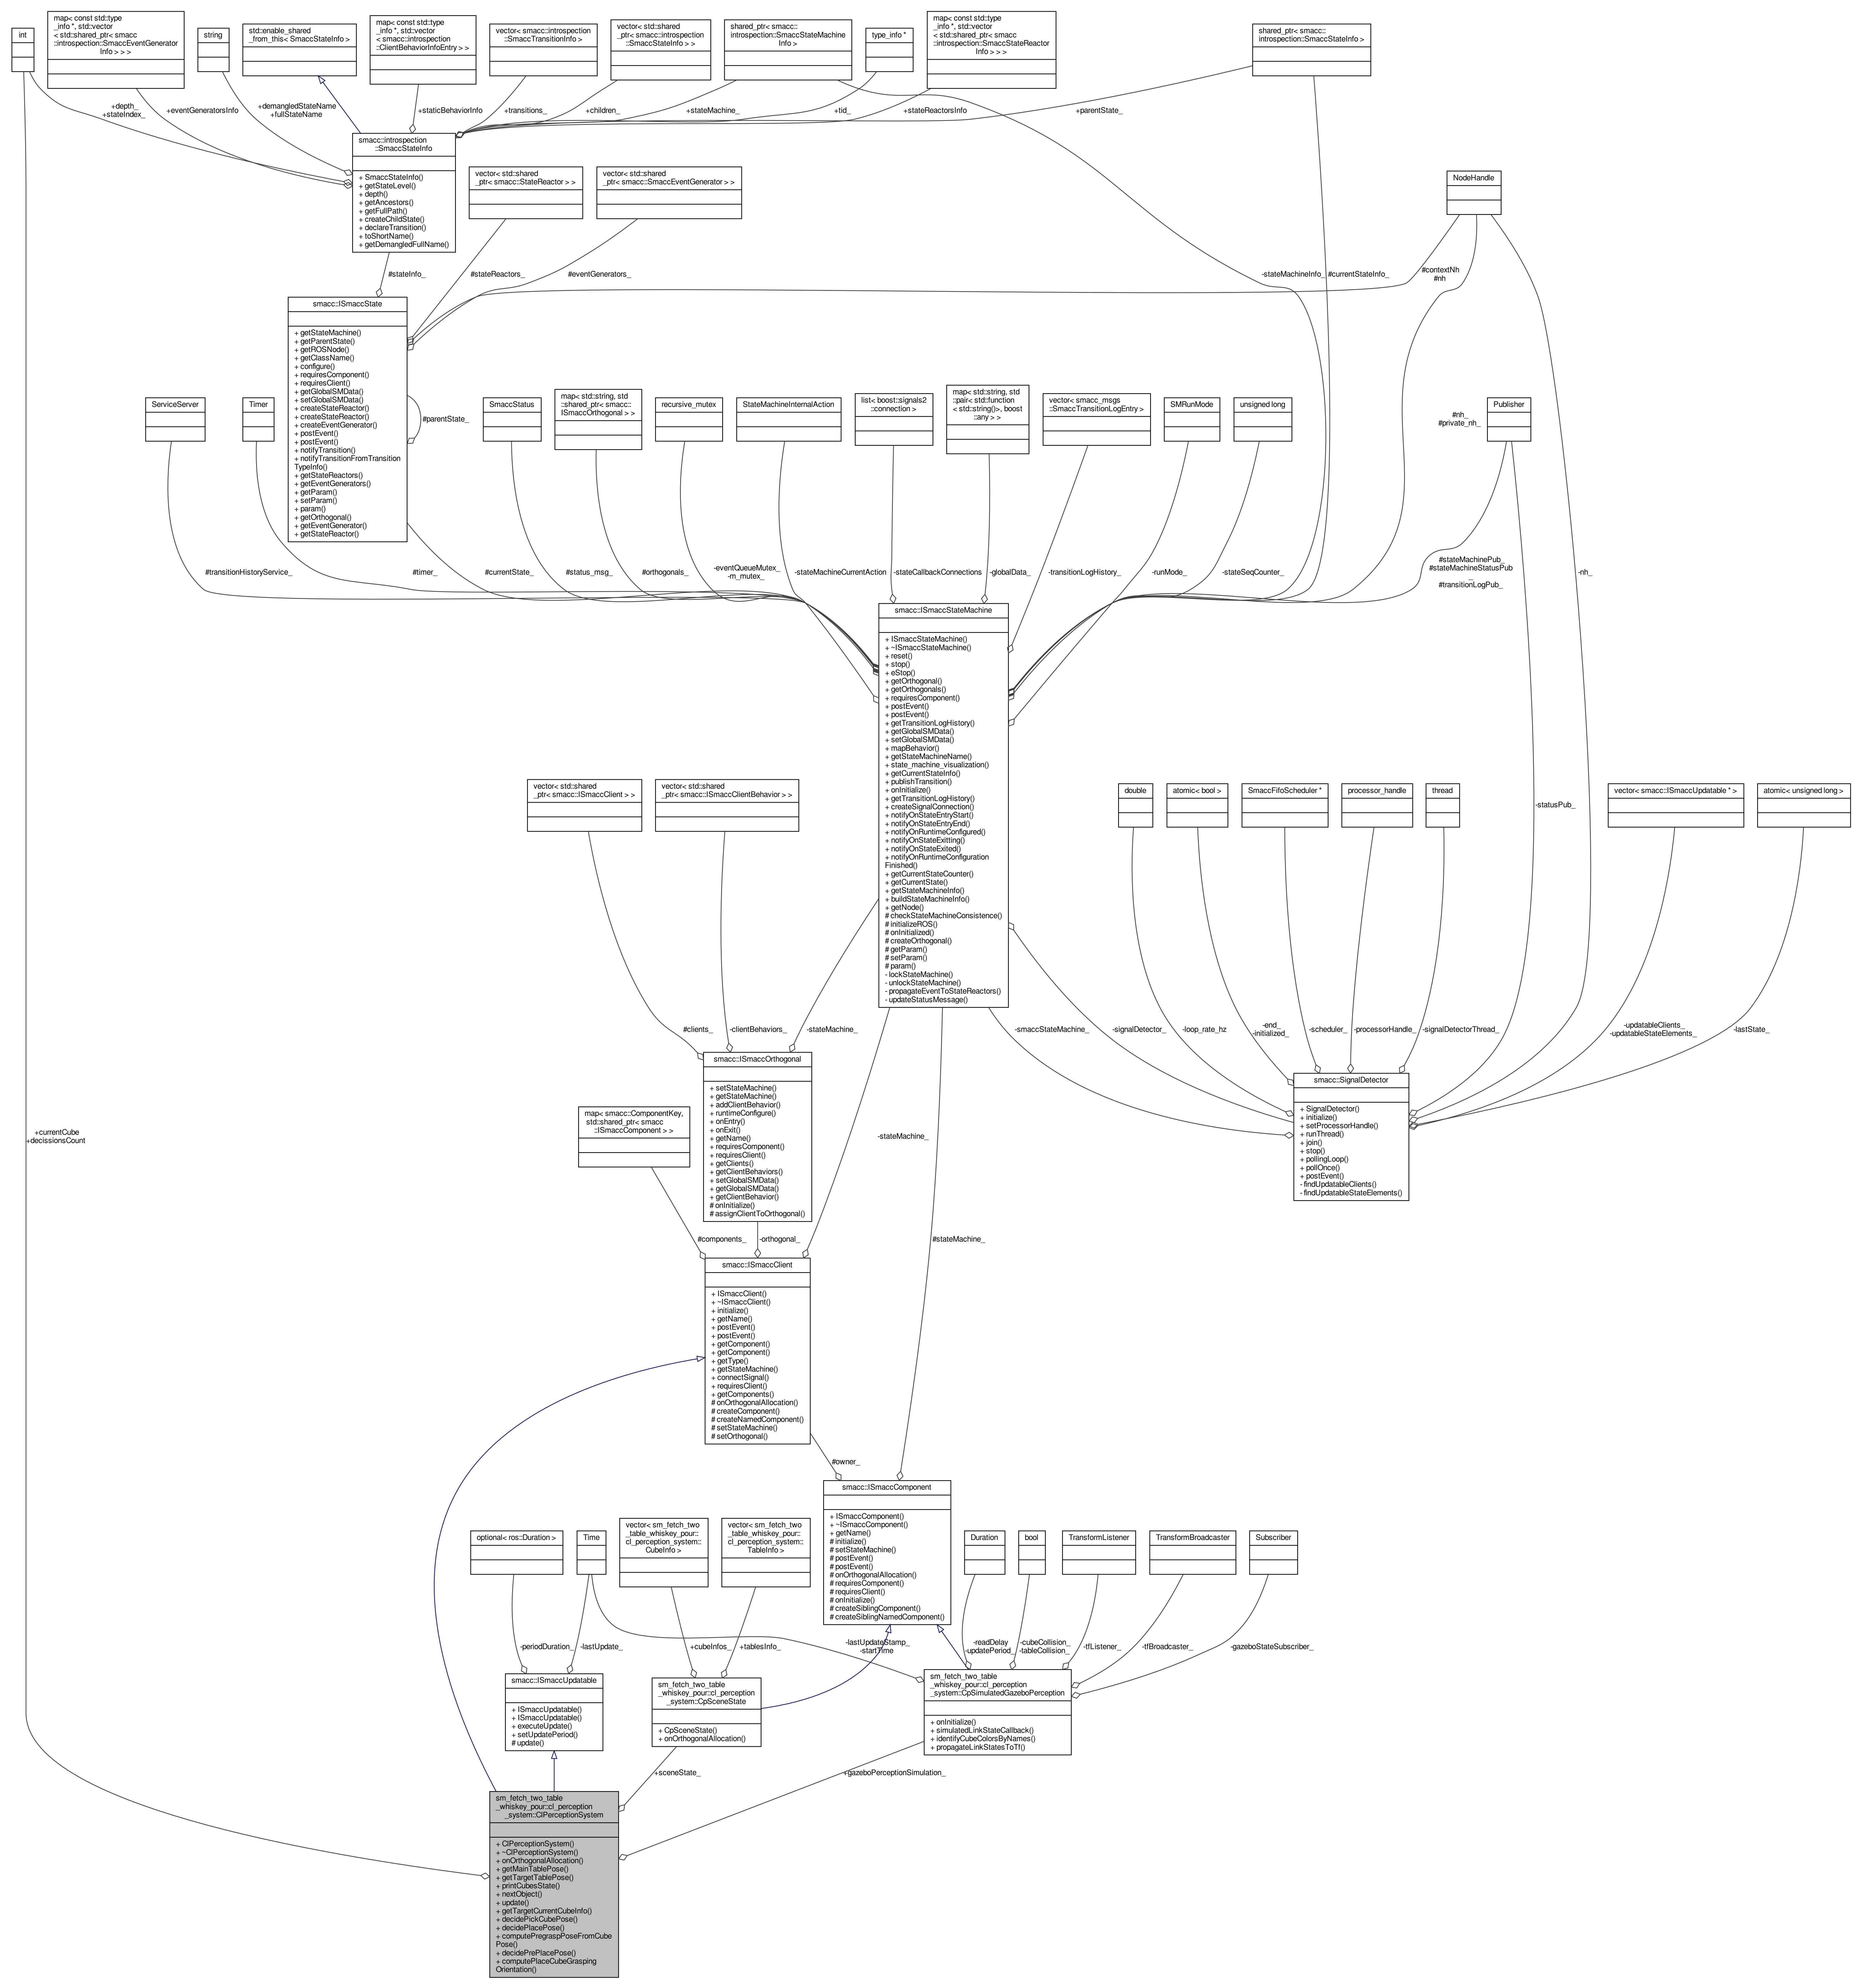 int
map< const std::type
_info *, std::vector
< std::shared_ptr< smacc
::introspection::SmaccEventGenerator
Info > > >
string
std::enable_shared
_from_this< SmaccStateInfo >
map< const std::type
_info *, std::vector
< smacc::introspection
::ClientBehaviorInfoEntry > >
vector< smacc::introspection
::SmaccTransitionInfo >
vector< std::shared
_ptr< smacc::introspection
::SmaccStateInfo > >
shared_ptr< smacc::
introspection::SmaccStateMachine
Info >
type_info *
map< const std::type
_info *, std::vector
< std::shared_ptr< smacc
::introspection::SmaccStateReactor
Info > > >
shared_ptr< smacc::
introspection::SmaccStateInfo >
+depth_
+stateIndex_
+eventGeneratorsInfo
+demangledStateName
+fullStateName
+staticBehaviorInfo
+transitions_
+children_
+stateMachine_
+tid_
+stateReactorsInfo
+parentState_
smacc::introspection
::SmaccStateInfo
+ SmaccStateInfo()
+ getStateLevel()
+ depth()
+ getAncestors()
+ getFullPath()
+ createChildState()
+ declareTransition()
+ toShortName()
+ getDemangledFullName()
vector< std::shared
_ptr< smacc::StateReactor > >
vector< std::shared
_ptr< smacc::SmaccEventGenerator > >
NodeHandle
#stateInfo_
#stateReactors_
#eventGenerators_
-stateMachineInfo_
#currentStateInfo_
#contextNh
#nh
smacc::ISmaccState
+ getStateMachine()
+ getParentState()
+ getROSNode()
+ getClassName()
+ configure()
+ requiresComponent()
+ requiresClient()
+ getGlobalSMData()
+ setGlobalSMData()
+ createStateReactor()
+ createStateReactor()
+ createEventGenerator()
+ postEvent()
+ postEvent()
+ notifyTransition()
+ notifyTransitionFromTransition
TypeInfo()
+ getStateReactors()
+ getEventGenerators()
+ getParam()
+ setParam()
+ param()
+ getOrthogonal()
+ getEventGenerator()
+ getStateReactor()
#parentState_
ServiceServer
Timer
SmaccStatus
map< std::string, std
::shared_ptr< smacc::
ISmaccOrthogonal > >
recursive_mutex
StateMachineInternalAction
list< boost::signals2
::connection >
map< std::string, std
::pair< std::function
< std::string()>, boost
::any > >
vector< smacc_msgs
::SmaccTransitionLogEntry >
SMRunMode
unsigned long
#nh_
#private_nh_
Publisher
#transitionHistoryService_
#timer_
#currentState_
#status_msg_
#orthogonals_
-eventQueueMutex_
-m_mutex_
-stateMachineCurrentAction
-stateCallbackConnections
-globalData_
-transitionLogHistory_
-runMode_
-stateSeqCounter_
#stateMachinePub_
#stateMachineStatusPub
_
#transitionLogPub_
-nh_
smacc::ISmaccStateMachine
+ ISmaccStateMachine()
+ ~ISmaccStateMachine()
+ reset()
+ stop()
+ eStop()
+ getOrthogonal()
+ getOrthogonals()
+ requiresComponent()
+ postEvent()
+ postEvent()
+ getTransitionLogHistory()
+ getGlobalSMData()
+ setGlobalSMData()
+ mapBehavior()
+ getStateMachineName()
+ state_machine_visualization()
+ getCurrentStateInfo()
+ publishTransition()
+ onInitialize()
+ getTransitionLogHistory()
+ createSignalConnection()
+ notifyOnStateEntryStart()
+ notifyOnStateEntryEnd()
+ notifyOnRuntimeConfigured()
+ notifyOnStateExitting()
+ notifyOnStateExited()
+ notifyOnRuntimeConfiguration
Finished()
+ getCurrentStateCounter()
+ getCurrentState()
+ getStateMachineInfo()
+ buildStateMachineInfo()
+ getNode()
# checkStateMachineConsistence()
# initializeROS()
# onInitialized()
# createOrthogonal()
# getParam()
# setParam()
# param()
- lockStateMachine()
- unlockStateMachine()
- propagateEventToStateReactors()
- updateStatusMessage()
vector< std::shared
_ptr< smacc::ISmaccClient > >
vector< std::shared
_ptr< smacc::ISmaccClientBehavior > >
double
atomic< bool >
SmaccFifoScheduler *
processor_handle
thread
-statusPub_
vector< smacc::ISmaccUpdatable * >
atomic< unsigned long >
#clients_
-clientBehaviors_
-stateMachine_
-smaccStateMachine_
-signalDetector_
-loop_rate_hz
-end_
-initialized_
-scheduler_
-processorHandle_
-signalDetectorThread_
-updatableClients_
-updatableStateElements_
-lastState_
smacc::ISmaccOrthogonal
+ setStateMachine()
+ getStateMachine()
+ addClientBehavior()
+ runtimeConfigure()
+ onEntry()
+ onExit()
+ getName()
+ requiresComponent()
+ requiresClient()
+ getClients()
+ getClientBehaviors()
+ setGlobalSMData()
+ getGlobalSMData()
+ getClientBehavior()
# onInitialize()
# assignClientToOrthogonal()
smacc::SignalDetector
+ SignalDetector()
+ initialize()
+ setProcessorHandle()
+ runThread()
+ join()
+ stop()
+ pollingLoop()
+ pollOnce()
+ postEvent()
- findUpdatableClients()
- findUpdatableStateElements()
map< smacc::ComponentKey,
std::shared_ptr< smacc
::ISmaccComponent > >
+currentCube
+decissionsCount
-stateMachine_
#components_
-orthogonal_
#stateMachine_
smacc::ISmaccClient
+ ISmaccClient()
+ ~ISmaccClient()
+ initialize()
+ getName()
+ postEvent()
+ postEvent()
+ getComponent()
+ getComponent()
+ getType()
+ getStateMachine()
+ connectSignal()
+ requiresClient()
+ getComponents()
# onOrthogonalAllocation()
# createComponent()
# createNamedComponent()
# setStateMachine()
# setOrthogonal()
#owner_
smacc::ISmaccComponent
+ ISmaccComponent()
+ ~ISmaccComponent()
+ getName()
# initialize()
# setStateMachine()
# postEvent()
# postEvent()
# onOrthogonalAllocation()
# requiresComponent()
# requiresClient()
# onInitialize()
# createSiblingComponent()
# createSiblingNamedComponent()
optional< ros::Duration >
Time
vector< sm_fetch_two
_table_whiskey_pour::
cl_perception_system::
CubeInfo >
vector< sm_fetch_two
_table_whiskey_pour::
cl_perception_system::
TableInfo >
Duration
bool
TransformListener
TransformBroadcaster
Subscriber
-periodDuration_
-lastUpdate_
+cubeInfos_
+tablesInfo_
-lastUpdateStamp_
-startTime
-readDelay
-updatePeriod_
-cubeCollision_
-tableCollision_
-tfListener_
-tfBroadcaster_
-gazeboStateSubscriber_
smacc::ISmaccUpdatable
+ ISmaccUpdatable()
+ ISmaccUpdatable()
+ executeUpdate()
+ setUpdatePeriod()
# update()
sm_fetch_two_table
_whiskey_pour::cl_perception
_system::CpSceneState
+ CpSceneState()
+ onOrthogonalAllocation()
sm_fetch_two_table
_whiskey_pour::cl_perception
_system::CpSimulatedGazeboPerception
+ onInitialize()
+ simulatedLinkStateCallback()
+ identifyCubeColorsByNames()
+ propagateLinkStatesToTf()
+sceneState_
+gazeboPerceptionSimulation_
sm_fetch_two_table
_whiskey_pour::cl_perception
_system::ClPerceptionSystem
+ ClPerceptionSystem()
+ ~ClPerceptionSystem()
+ onOrthogonalAllocation()
+ getMainTablePose()
+ getTargetTablePose()
+ printCubesState()
+ nextObject()
+ update()
+ getTargetCurrentCubeInfo()
+ decidePickCubePose()
+ decidePlacePose()
+ computePregraspPoseFromCube
Pose()
+ decidePrePlacePose()
+ computePlaceCubeGrasping
Orientation()